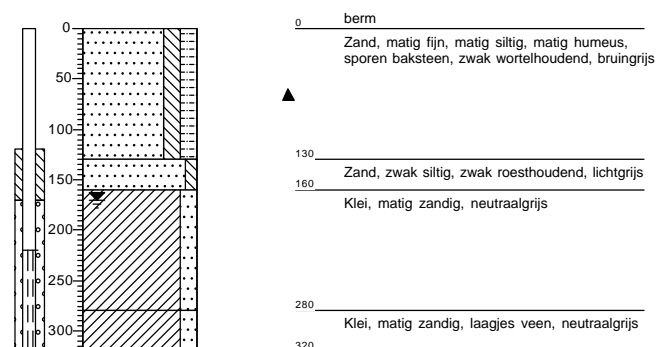 0
50
100
150
200
250
300
0 berm
Zand, matig fijn, matig siltig, matig humeus,
sporen baksteen, zwak wortelhoudend, bruingrijs
130
Zand, zwak siltig, zwak roesthoudend, lichtgrijs
160
Klei, matig zandig, neutraalgrijs
280
Klei, matig zandig, laagjes veen, neutraalgrijs
320